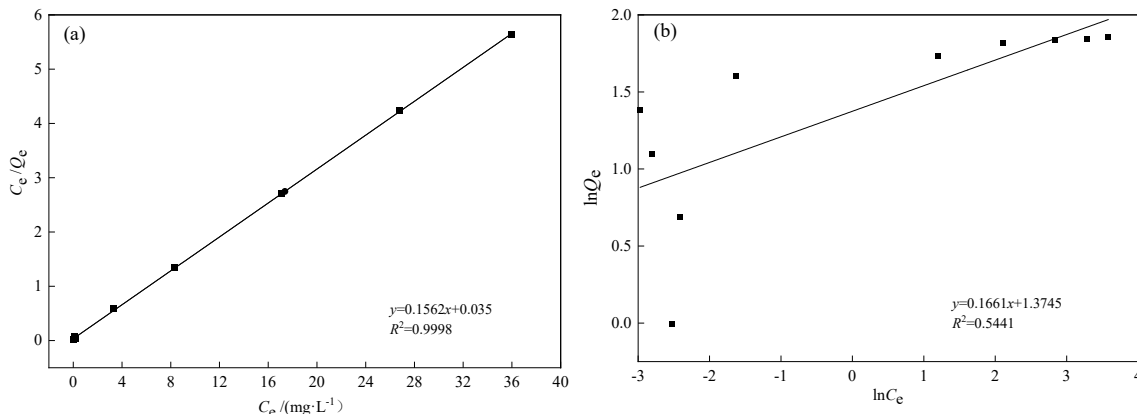 (a)
6
5
4
3
2
1
0
Ce/Qe
y=0.1562x+0.035
R²=0.9998
0 4 8 12 16 20 24 28 32 36 40
Ce/(mg·L⁻¹）
(b)
2.0
1.5
1.0
0.5
0.0
lnQe
y=0.1661x+1.3745
R²=0.5441
-3 -2 -1 0 1 2 3 4
lnCe